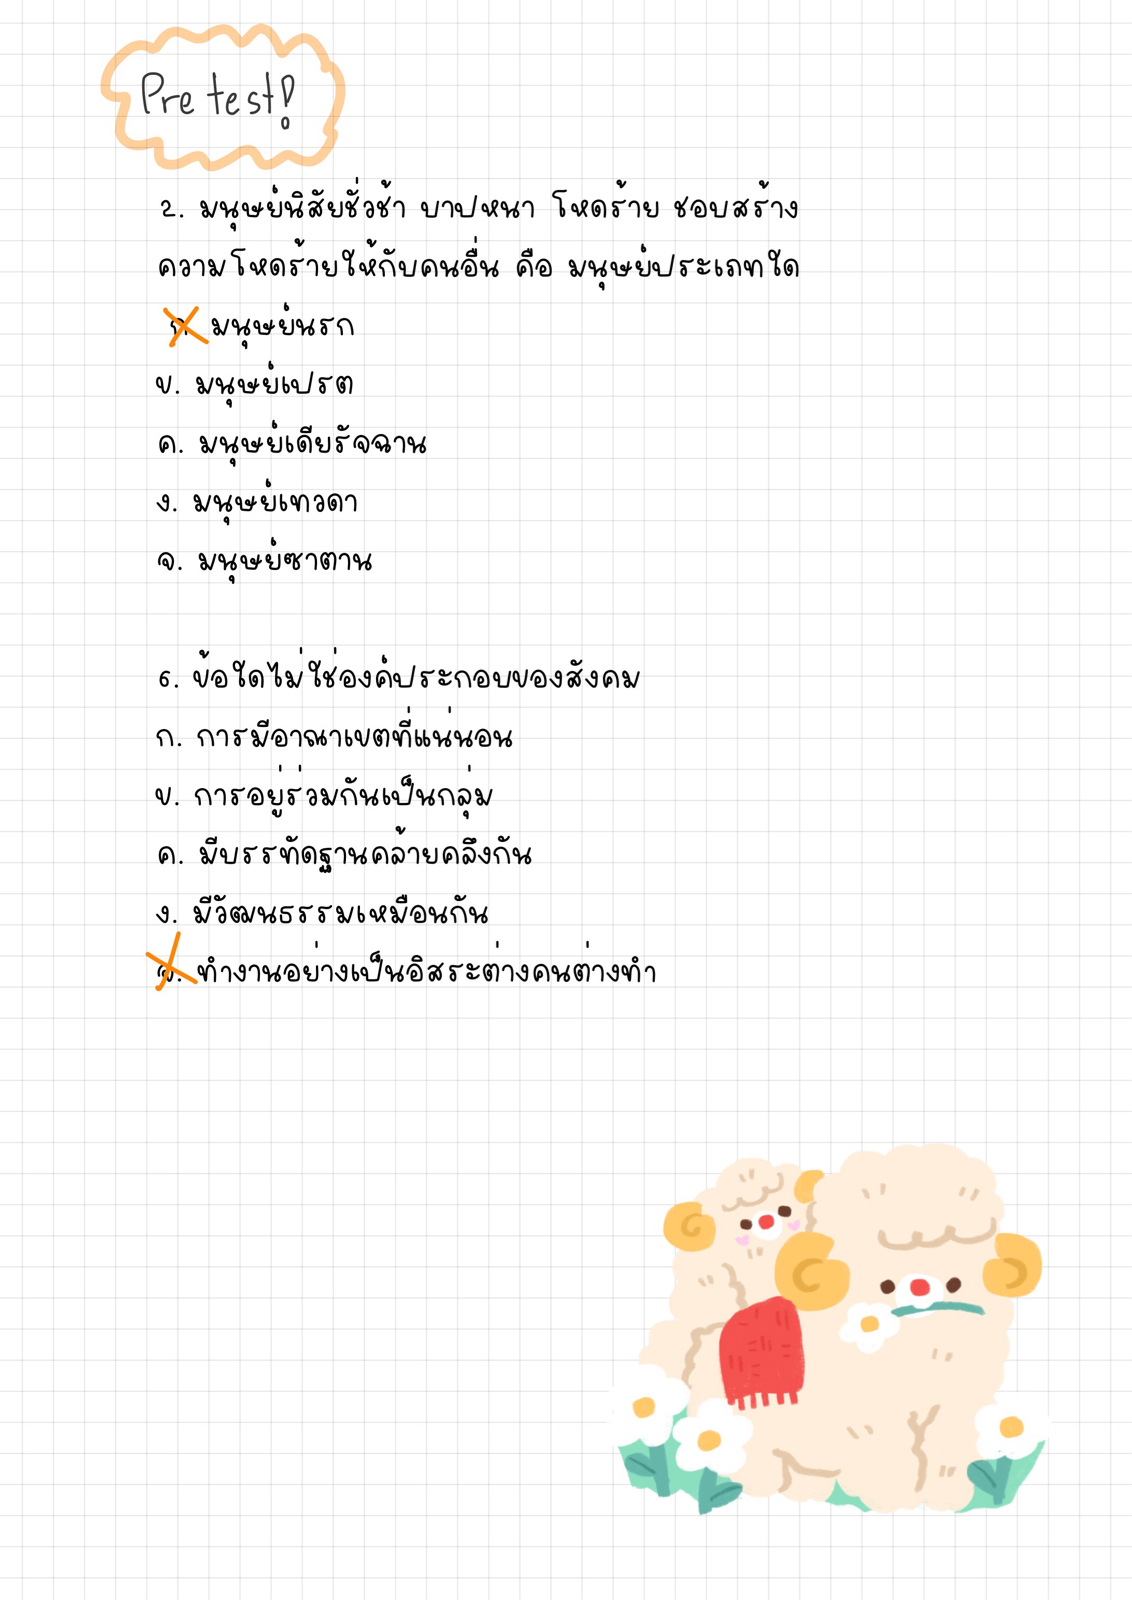 Pre test!
2. มนุษย์นิสัยชั่วช้า บาปหนา โหดร้าย ชอบสร้าง
ความโหดร้ายให้กับคนอื่น คือ มนุษย์ประเภทใด
ก. มนุษย์นรก
ข. มนุษย์เปรต
ค. มนุษย์เดียรัจฉาน
ง. มนุษย์เทวดา
จ. มนุษย์ซาตาน
6. ข้อใดไม่ใช่องค์ประกอบของสังคม
ก. การมีอาณาเขตที่แน่นอน
ข. การอยู่ร่วมกันเป็นกลุ่ม
ค. มีบรรทัดฐานคล้ายคลึงกัน
ง. มีวัฒนธรรมเหมือนกัน
จ. ทำงานอย่างเป็นอิสระต่างคนต่างทำ